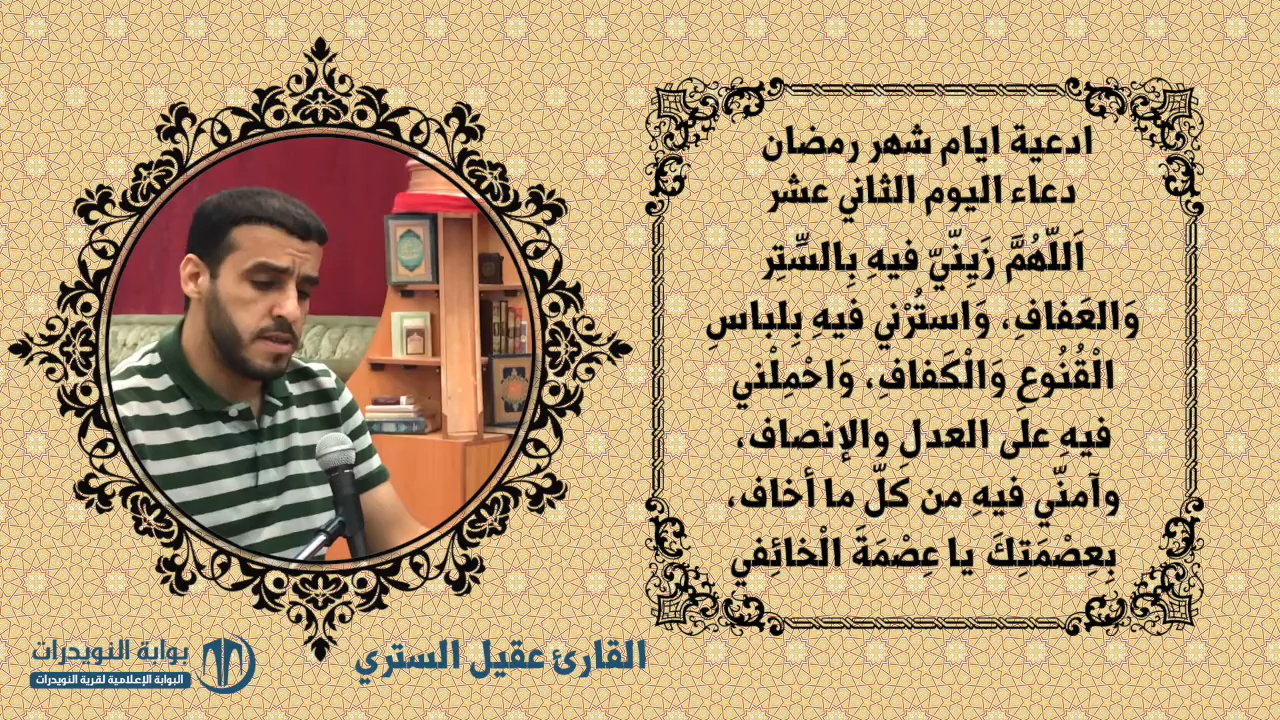 ادعية ايام شهر رمضان
دعاء اليوم الثاني عشر
اَللّهُمَّ زَيِنّيّ فيهِ بِالسِّتِر
وَالعَفافِ، وَاستُرْني فيهِ بِلِباسِ
الْقُنُوعِ وَالْكَفافِ، وَاحْمِلْني
فيهِ علَى العدلِ والإنصاف،
وآمنّي فيهِ من كلّ ما أخاف،
بِعِصْمَتِكَ يا عِصْمَةَ الْخائِفي
القارئ عقيل الستري
بوابة النويدرات
البوابة الإعلامية لقرية النويدرات